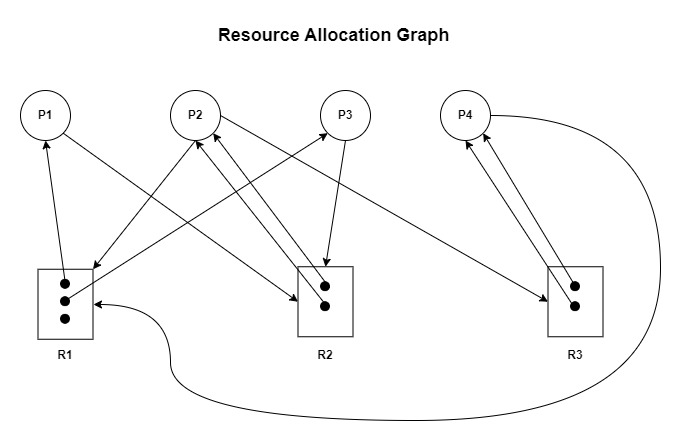 Resource Allocation Graph
P1
P2
P3
P4
R1
R2
R3